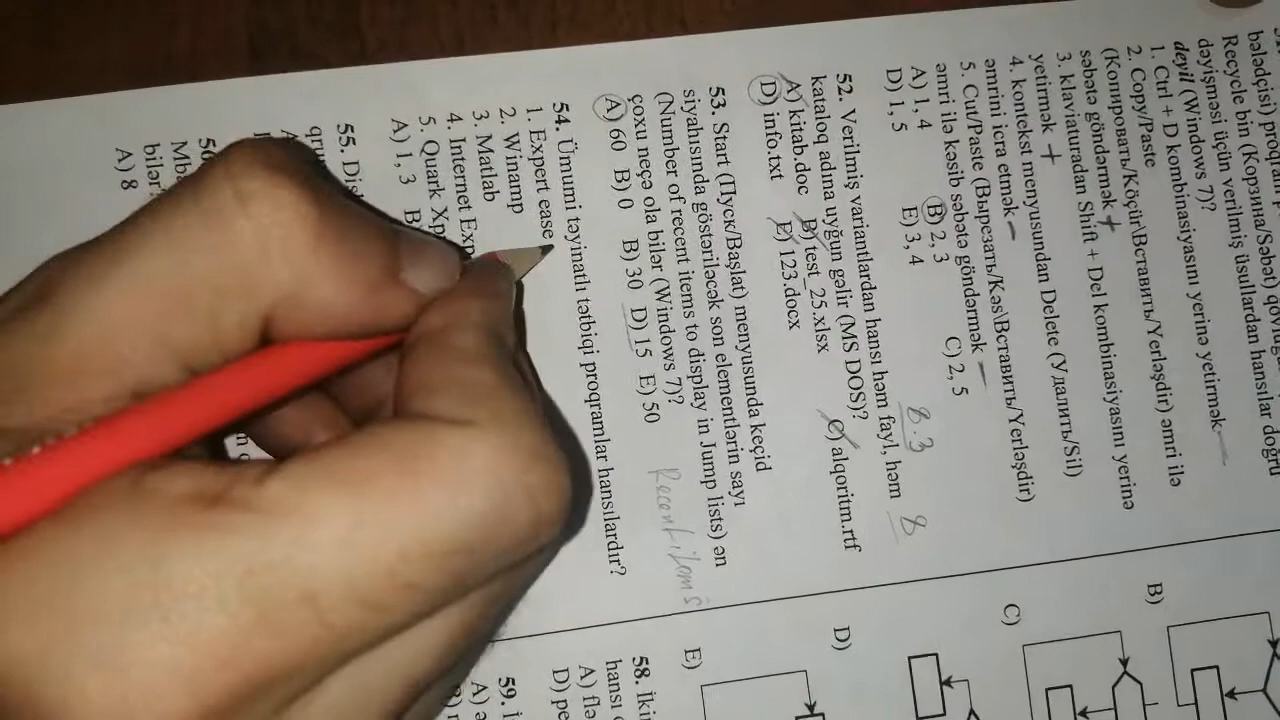 bələdçisi)
Recycle bin (Корзина/Səbət)
dəyişməsi üçün verilmiş üsullardan hansılar doğru
deyil (Windows 7)?
1. Ctrl + D kombinasiyasını yerinə yetirmək
2. Copy/Paste
(Копировать/Köçür\Вставить/Yerləşdir) əmri ilə
səbətə göndərmək +
3. klaviaturadan Shift + Del kombinasiyasını yerinə
yetirmək +
4. kontekst menyusundan Delete (Удалить/Sil)
əmrini icra etmək –
5. Cut/Paste (Вырезать/Kəs\Вставить/Yerləşdir)
əmri ilə kəsib səbətə göndərmək –
A) 1, 4 B) 2, 3 C) 2, 5
D) 1, 5 E) 3, 4
8.3 8
52. Verilmiş variantlardan hansı həm fayl, həm
kataloq adına uyğun gəlir (MS DOS)?
A) kitab.doc B) test_25.xlsx C) alqoritm.rtf
D) info.txt E) 123.docx
53. Start (Пуск/Başlat) menyusunda keçid
siyahısında göstəriləcək son elementlərin sayı
(Number of recent items to display in Jump lists) ən
çoxu neçə ola bilər (Windows 7)?
Recent items
A) 60 B) 0 B) 30 D) 15 E) 50
54. Ümumi təyinatlı tətbiqi proqramlar hansılardır?
1. Expert ease
2. Winamp
3. Matlab
4. Internet Exp
5. Quark Xp
A) 1, 3 B)
55. Dis
qru
A) 8
bilər
B)
C)
D)
E)
58. İki
hansı
A) flə
D) pe
59. İ
A) ə